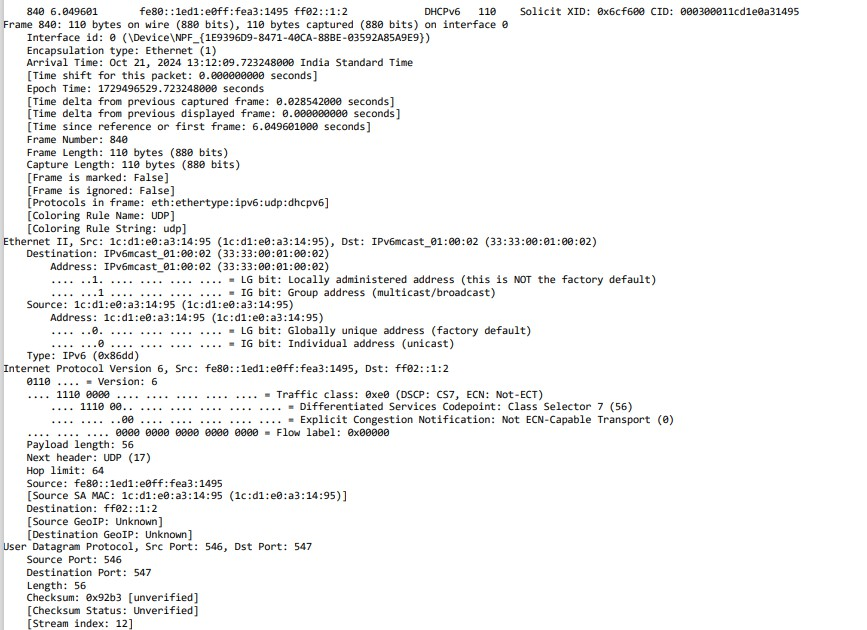 840 6.049601 fe80::1ed1:e0ff:fea3:1495 ff02::1:2 DHCPv6 110 Solicit XID: 0x6cf600 CID: 000300011cd1e0a31495
Frame 840: 110 bytes on wire (880 bits), 110 bytes captured (880 bits) on interface 0
Interface id: 0 (\Device\NPF_{1E9396D9-8471-40CA-88BE-03592A85A9E9})
Encapsulation type: Ethernet (1)
Arrival Time: Oct 21, 2024 13:12:09.723248000 India Standard Time
[Time shift for this packet: 0.000000000 seconds]
Epoch Time: 1729496529.723248000 seconds
[Time delta from previous captured frame: 0.028542000 seconds]
[Time delta from previous displayed frame: 0.000000000 seconds]
[Time since reference or first frame: 6.049601000 seconds]
Frame Number: 840
Frame Length: 110 bytes (880 bits)
Capture Length: 110 bytes (880 bits)
[Frame is marked: False]
[Frame is ignored: False]
[Protocols in frame: eth:ethertype:ipv6:udp:dhcpv6]
[Coloring Rule Name: UDP]
[Coloring Rule String: udp]
Ethernet II, Src: 1c:d1:e0:a3:14:95 (1c:d1:e0:a3:14:95), Dst: IPv6mcast_01:00:02 (33:33:00:01:00:02)
Destination: IPv6mcast_01:00:02 (33:33:00:01:00:02)
Address: IPv6mcast_01:00:02 (33:33:00:01:00:02)
.... ..1. .... .... .... .... = LG bit: Locally administered address (this is NOT the factory default)
.... ...1 .... .... .... .... = IG bit: Group address (multicast/broadcast)
Source: 1c:d1:e0:a3:14:95 (1c:d1:e0:a3:14:95)
Address: 1c:d1:e0:a3:14:95 (1c:d1:e0:a3:14:95)
.... ..0. .... .... .... .... = LG bit: Globally unique address (factory default)
.... ...0 .... .... .... .... = IG bit: Individual address (unicast)
Type: IPv6 (0x86dd)
Internet Protocol Version 6, Src: fe80::1ed1:e0ff:fea3:1495, Dst: ff02::1:2
0110 .... = Version: 6
.... 1110 0000 .... .... .... .... .... = Traffic class: 0xe0 (DSCP: CS7, ECN: Not-ECT)
.... 1110 00.. .... .... .... .... .... = Differentiated Services Codepoint: Class Selector 7 (56)
.... .... ..00 .... .... .... .... .... = Explicit Congestion Notification: Not ECN-Capable Transport (0)
.... .... .... 0000 0000 0000 0000 0000 = Flow label: 0x00000
Payload length: 56
Next header: UDP (17)
Hop limit: 64
Source: fe80::1ed1:e0ff:fea3:1495
[Source SA MAC: 1c:d1:e0:a3:14:95 (1c:d1:e0:a3:14:95)]
Destination: ff02::1:2
[Source GeoIP: Unknown]
[Destination GeoIP: Unknown]
User Datagram Protocol, Src Port: 546, Dst Port: 547
Source Port: 546
Destination Port: 547
Length: 56
Checksum: 0x92b3 [unverified]
[Checksum Status: Unverified]
[Stream index: 12]